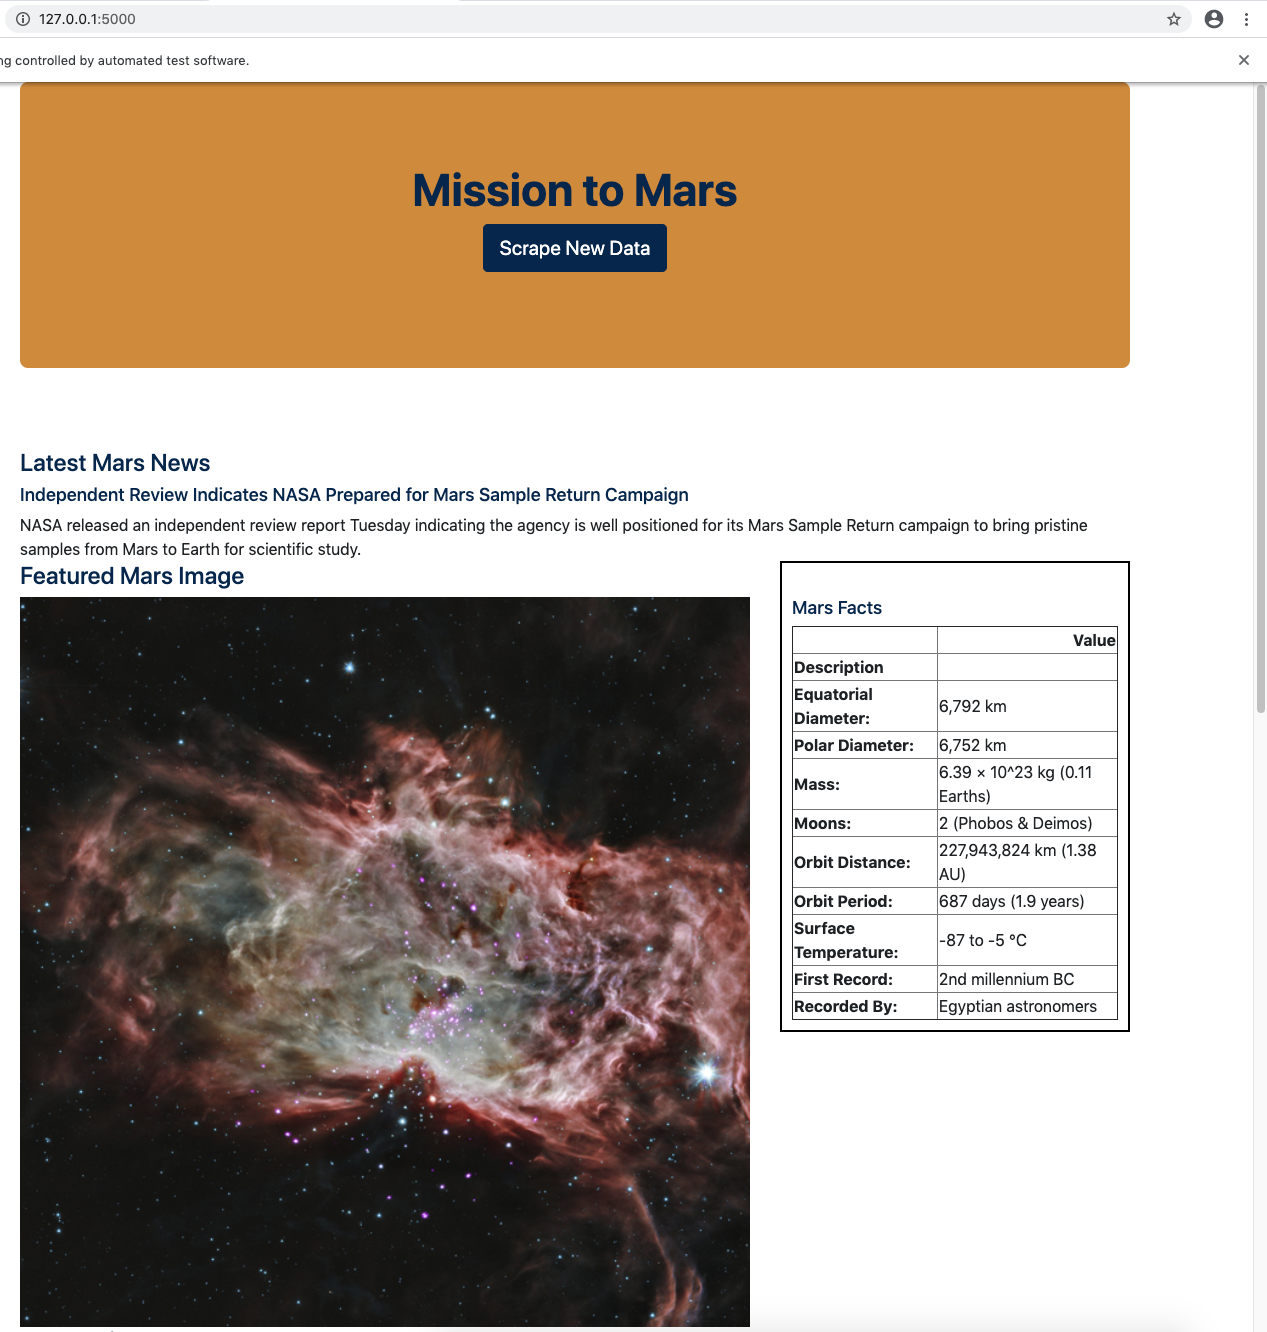 127.0.0.1:5000
ng controlled by automated test software.
Mission to Mars
Scrape New Data
Latest Mars News
Independent Review Indicates NASA Prepared for Mars Sample Return Campaign
NASA released an independent review report Tuesday indicating the agency is well positioned for its Mars Sample Return campaign to bring pristine
samples from Mars to Earth for scientific study.
Featured Mars Image
Mars Facts
Value
Description
Equatorial
Diameter:
6,792 km
Polar Diameter:
6,752 km
Mass:
6.39 × 10^23 kg (0.11
Earths)
Moons:
2 (Phobos & Deimos)
Orbit Distance:
227,943,824 km (1.38
AU)
Orbit Period:
687 days (1.9 years)
Surface
Temperature:
-87 to -5 °C
First Record:
2nd millennium BC
Recorded By:
Egyptian astronomers